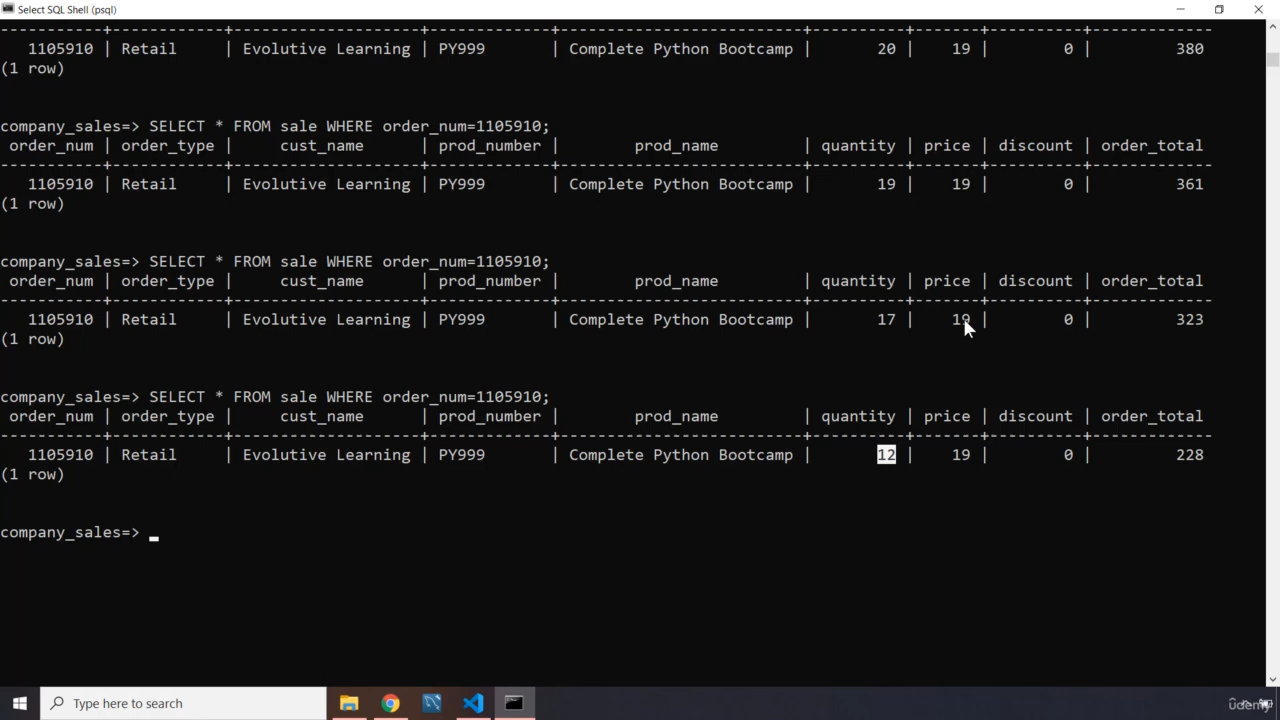 Select SQL Shell (psql)
-----------+------------+--------------------+-------------+--------------------------+----------+-------+----------+-------------
1105910 | Retail | Evolutive Learning | PY999 | Complete Python Bootcamp | 20 | 19 | 0 | 380
(1 row)
company_sales=> SELECT * FROM sale WHERE order_num=1105910;
order_num | order_type | cust_name | prod_number | prod_name | quantity | price | discount | order_total
-----------+------------+--------------------+-------------+--------------------------+----------+-------+----------+-------------
1105910 | Retail | Evolutive Learning | PY999 | Complete Python Bootcamp | 19 | 19 | 0 | 361
(1 row)
company_sales=> SELECT * FROM sale WHERE order_num=1105910;
order_num | order_type | cust_name | prod_number | prod_name | quantity | price | discount | order_total
-----------+------------+--------------------+-------------+--------------------------+----------+-------+----------+-------------
1105910 | Retail | Evolutive Learning | PY999 | Complete Python Bootcamp | 17 | 19 | 0 | 323
(1 row)
company_sales=> SELECT * FROM sale WHERE order_num=1105910;
order_num | order_type | cust_name | prod_number | prod_name | quantity | price | discount | order_total
-----------+------------+--------------------+-------------+--------------------------+----------+-------+----------+-------------
1105910 | Retail | Evolutive Learning | PY999 | Complete Python Bootcamp | 12 | 19 | 0 | 228
(1 row)
company_sales=>
Type here to search
udemy